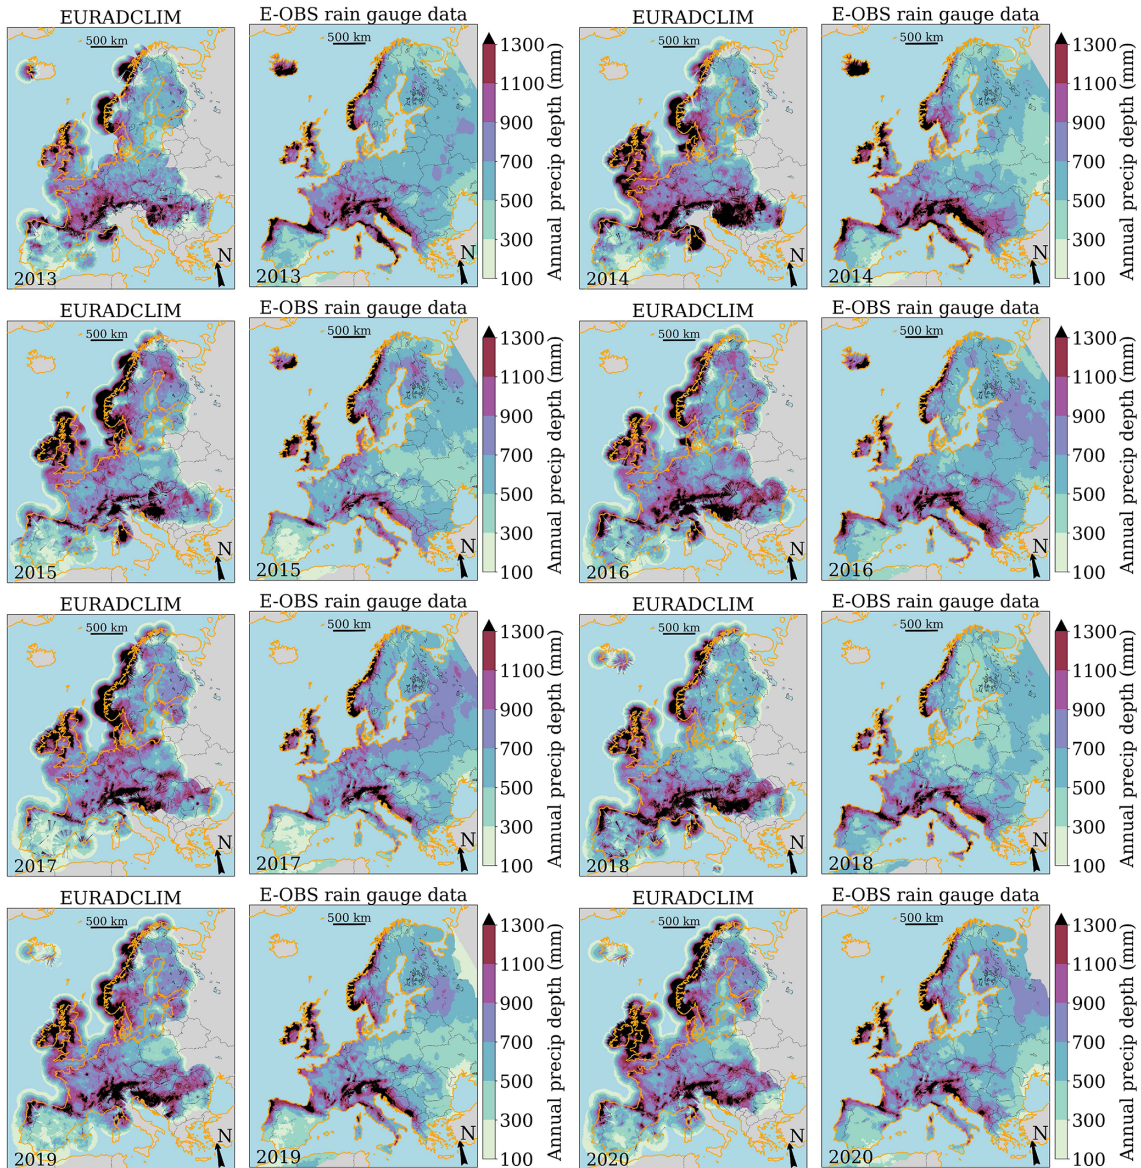 EURADCLIM
E-OBS rain gauge data
EURADCLIM
E-OBS rain gauge data
500 km
500 km
500 km
500 km
1300
1100
900
700
500
300
100
Annual precip depth (mm)
1300
1100
900
700
500
300
100
Annual precip depth (mm)
N
N
N
N
2013
2013
2014
2014
EURADCLIM
E-OBS rain gauge data
EURADCLIM
E-OBS rain gauge data
500 km
500 km
500 km
500 km
1300
1100
900
700
500
300
100
Annual precip depth (mm)
1300
1100
900
700
500
300
100
Annual precip depth (mm)
N
N
N
N
2015
2015
2016
2016
EURADCLIM
E-OBS rain gauge data
EURADCLIM
E-OBS rain gauge data
500 km
500 km
500 km
500 km
1300
1100
900
700
500
300
100
Annual precip depth (mm)
1300
1100
900
700
500
300
100
Annual precip depth (mm)
N
N
N
N
2017
2017
2018
2018
EURADCLIM
E-OBS rain gauge data
EURADCLIM
E-OBS rain gauge data
500 km
500 km
500 km
500 km
1300
1100
900
700
500
300
100
Annual precip depth (mm)
1300
1100
900
700
500
300
100
Annual precip depth (mm)
N
N
N
N
2019
2019
2020
2020